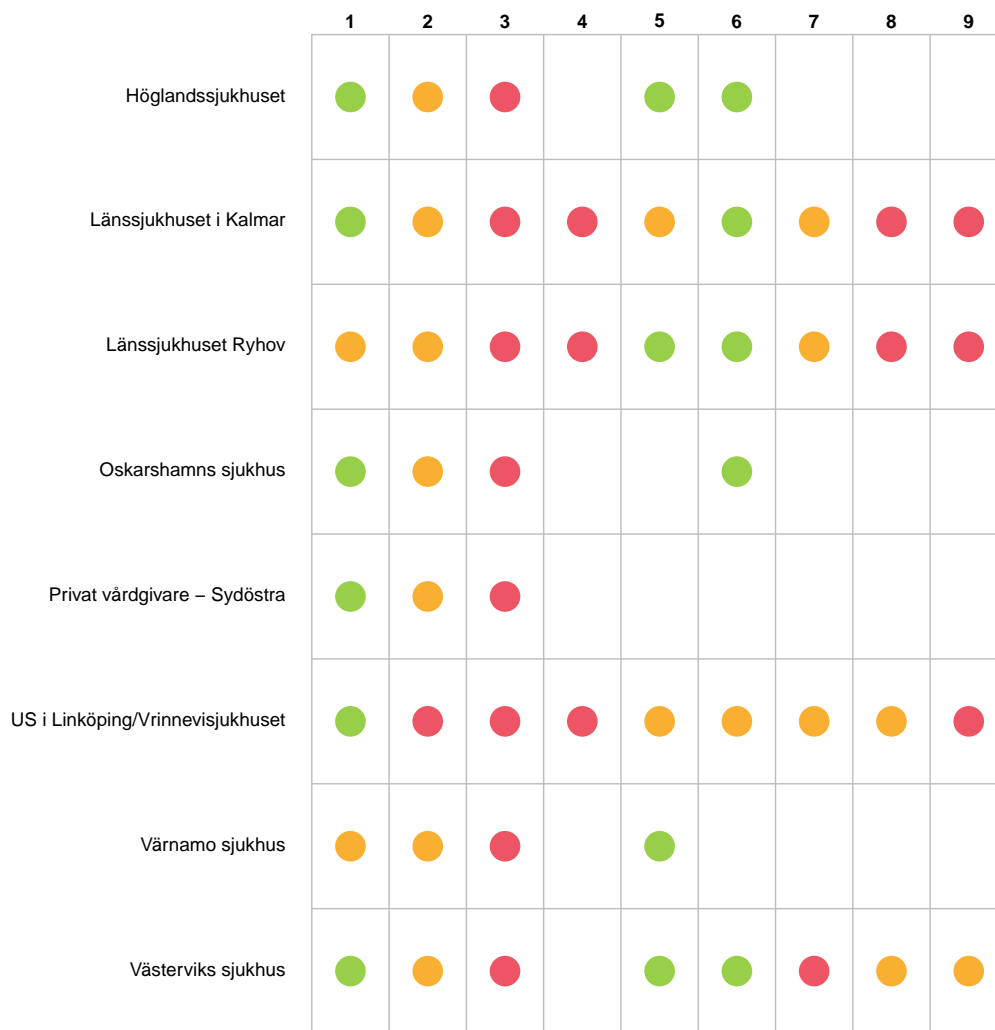 1 2 3 4 5 6 7 8 9
Höglandssjukhuset
Länssjukhuset i Kalmar
Länssjukhuset Ryhov
Oskarshamns sjukhus
Privat vårdgivare – Sydöstra
US i Linköping/Vrinnevisjukhuset
Värnamo sjukhus
Västerviks sjukhus